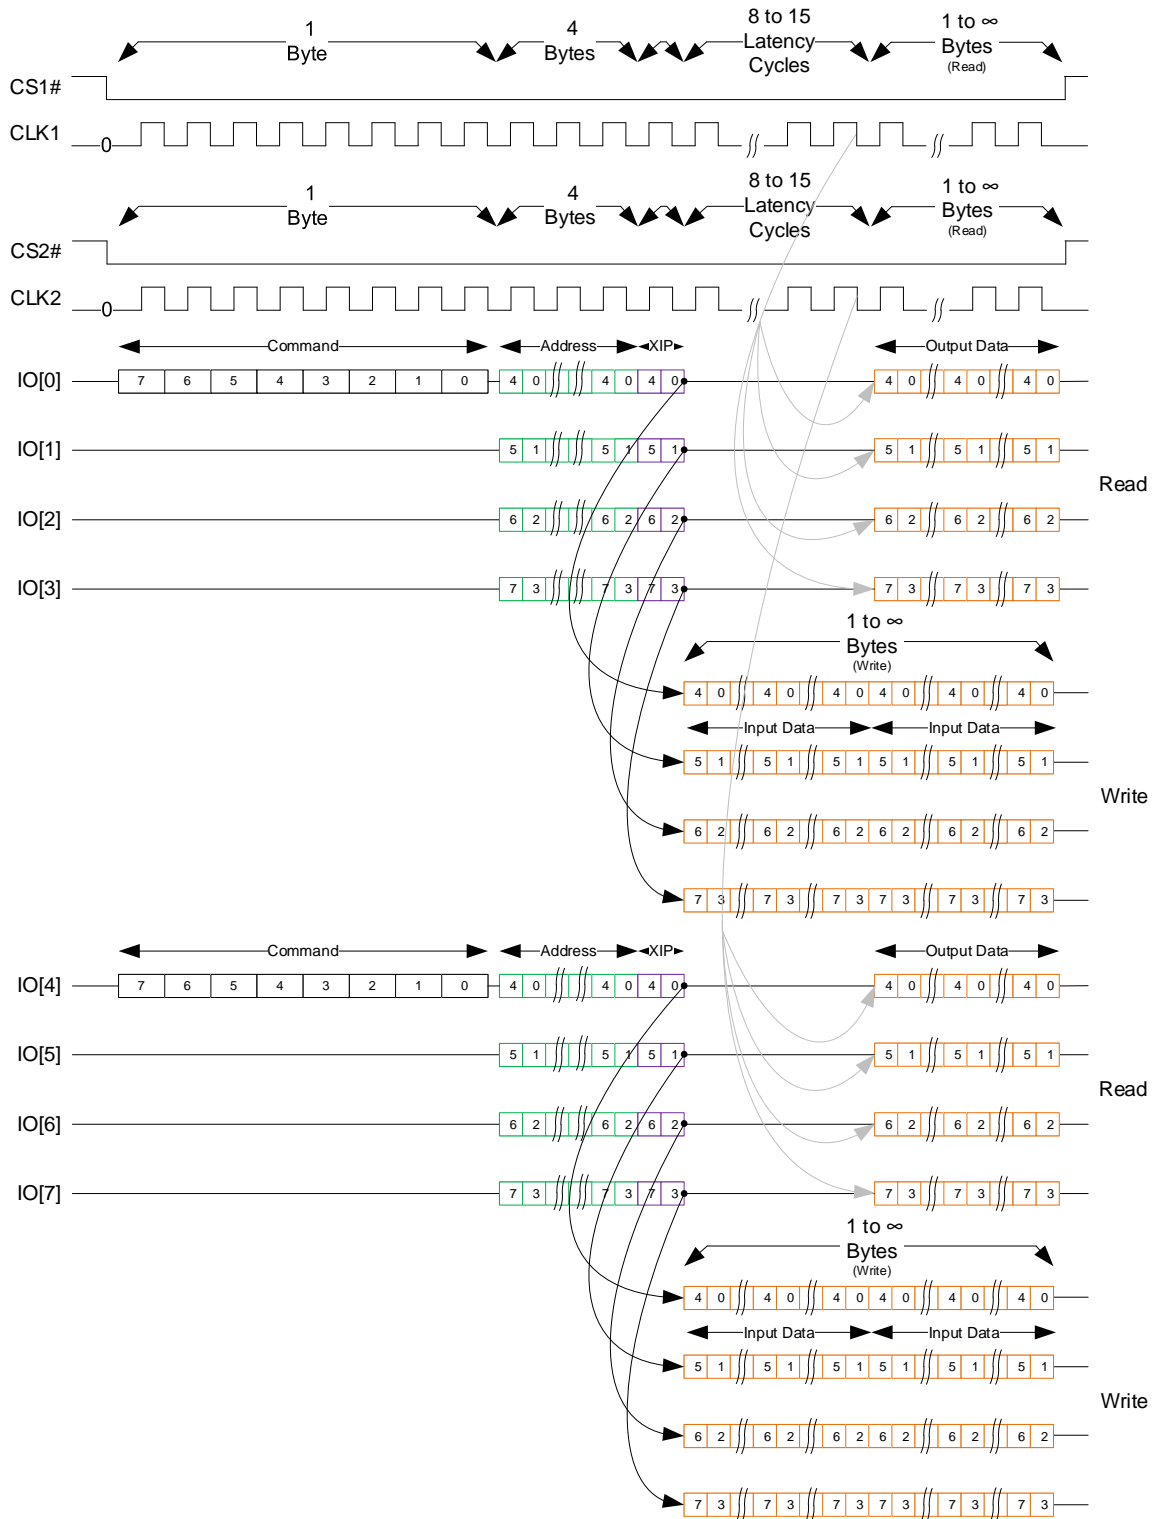 1 Byte 4 Bytes 8 to 15 Latency Cycles 1 to ∞ Bytes (Read)
CS1#
CLK1 0
1 Byte 4 Bytes 8 to 15 Latency Cycles 1 to ∞ Bytes (Read)
CS2#
CLK2 0
Command Address XIP Output Data
IO[0] 7 6 5 4 3 2 1 0 4 0 4 0 4 0 4 0 4 0 4 0
IO[1] 5 1 5 1 5 1 5 1 5 1 5 1
Read
IO[2] 6 2 6 2 6 2 6 2 6 2 6 2
IO[3] 7 3 7 3 7 3 7 3 7 3 7 3
1 to ∞ Bytes (Write)
4 0 4 0 4 0 4 0 4 0 4 0
Input Data Input Data
5 1 5 1 5 1 5 1 5 1 5 1
Write
6 2 6 2 6 2 6 2 6 2 6 2
7 3 7 3 7 3 7 3 7 3 7 3
Command Address XIP Output Data
IO[4] 7 6 5 4 3 2 1 0 4 0 4 0 4 0 4 0 4 0 4 0
IO[5] 5 1 5 1 5 1 5 1 5 1 5 1
Read
IO[6] 6 2 6 2 6 2 6 2 6 2 6 2
IO[7] 7 3 7 3 7 3 7 3 7 3 7 3
1 to ∞ Bytes (Write)
4 0 4 0 4 0 4 0 4 0 4 0
Input Data Input Data
5 1 5 1 5 1 5 1 5 1 5 1
Write
6 2 6 2 6 2 6 2 6 2 6 2
7 3 7 3 7 3 7 3 7 3 7 3